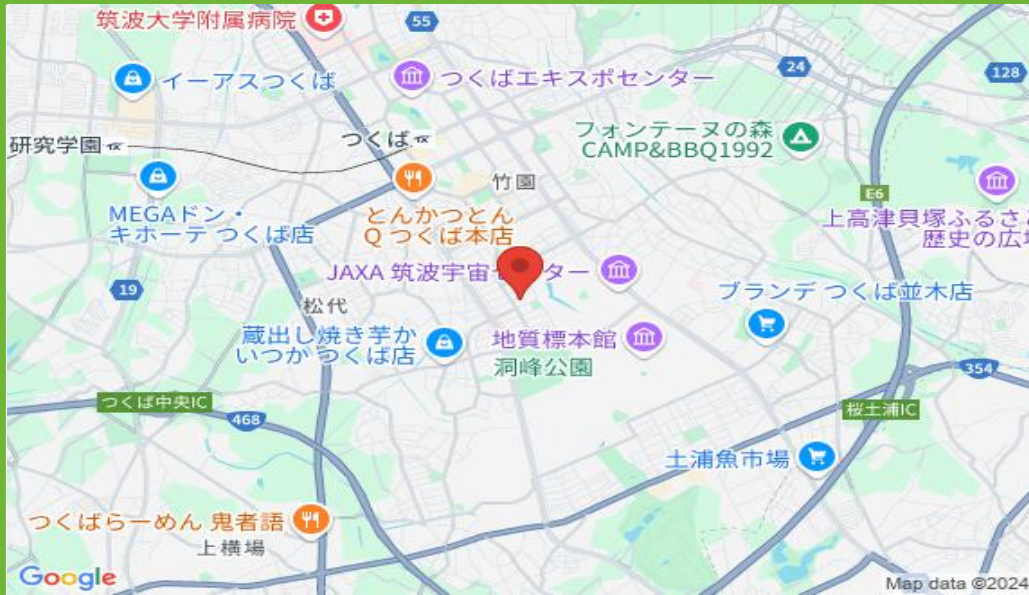 筑波大学附属病院
55
イーアスつくば
つくばエキスポセンター
24
128
研究学園
つくば
フォンテーヌの森
CAMP&BBQ1992
竹園
E6
MEGAドン・
キホーテ つくば店
とんかつとん
Q つくば本店
上高津貝塚ふるさと
歴史の広場
JAXA 筑波宇宙センター
19
松代
ブランデ つくば並木店
蔵出し焼き芋か
いつか つくば店
地質標本館
洞峰公園
354
つくば中央IC
468
桜土浦IC
土浦魚市場
つくばらーめん 鬼者語
上横場
Google
Map data ©2024